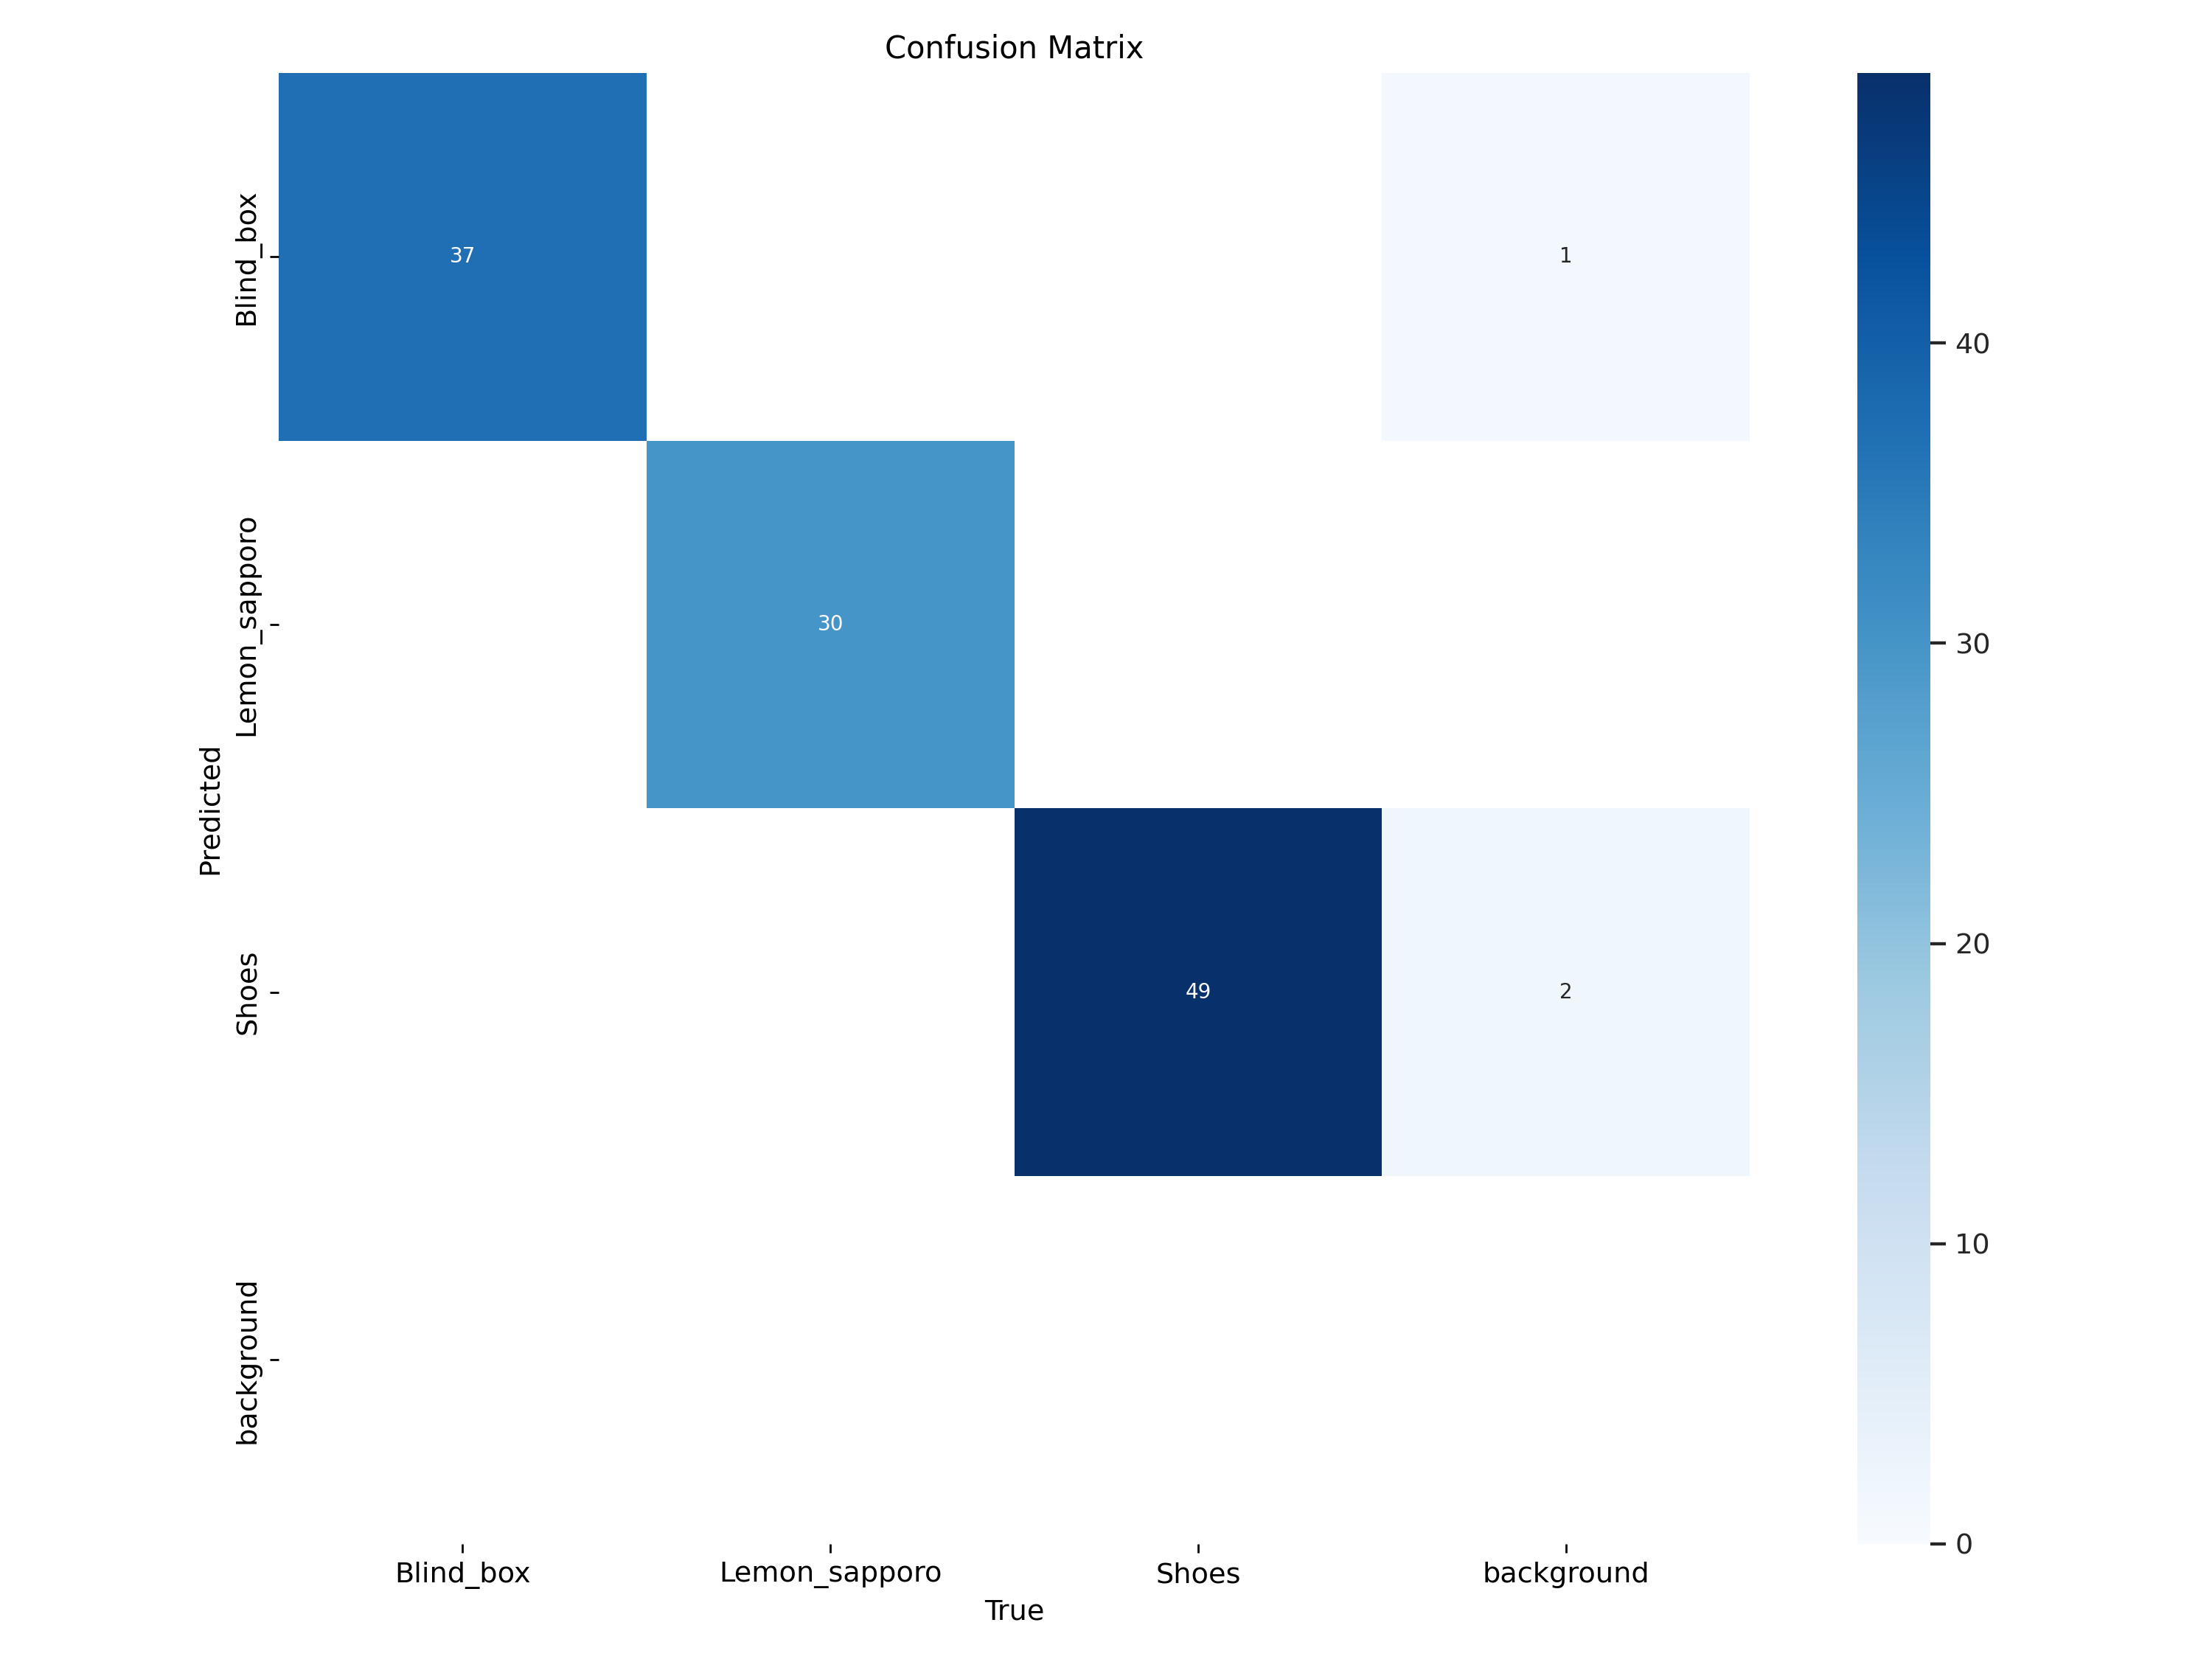 Confusion Matrix
Blind_box
37
1
40
Lemon_sapporo
30
30
Predicted
Shoes
49
2
20
10
background
0
Blind_box
Lemon_sapporo
Shoes
background
True